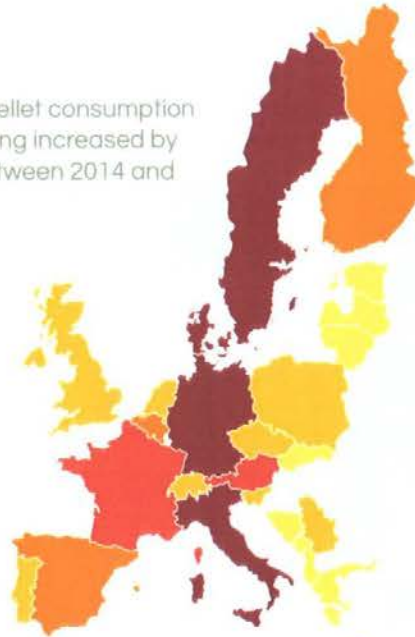 ellet consumption
ng increased by
tween 2014 and